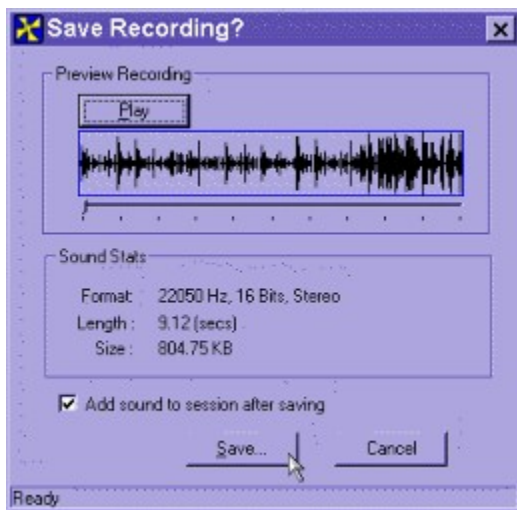 Save Recording?
Preview Recording
Play
Sound Stats
Format: 22050 Hz, 16 Bits, Stereo
Length : 9.12 (secs)
Size : 804.75 KB
Add sound to session after saving
Save... Cancel
Ready